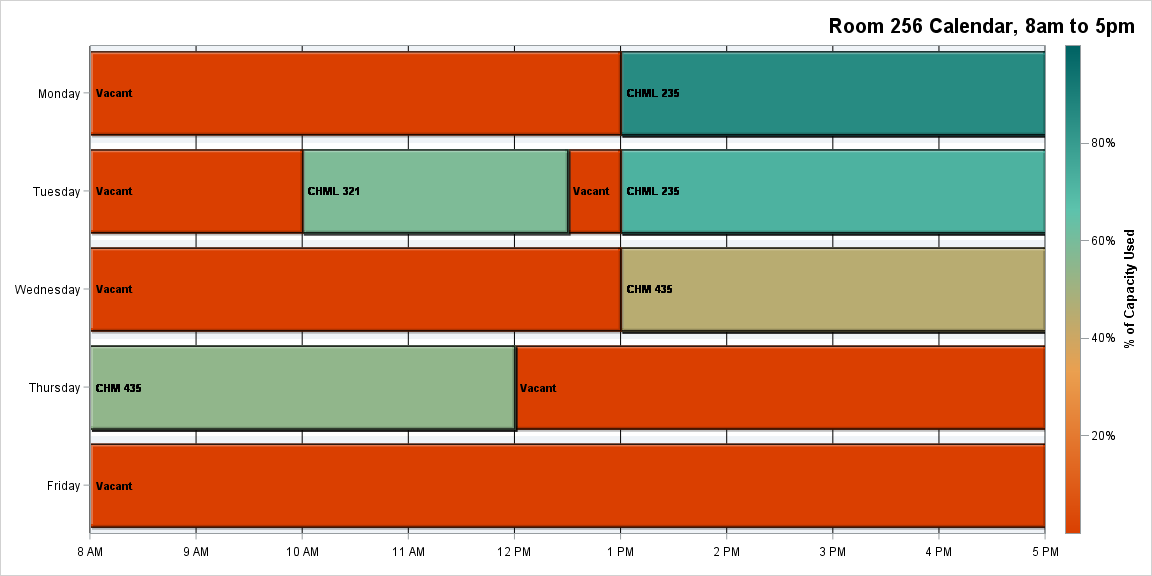 Room 256 Calendar, 8am to 5pm
Monday
Vacant
CHML 235
Tuesday
Vacant
CHML 321
Vacant
CHML 235
Wednesday
Vacant
CHM 435
Thursday
CHM 435
Vacant
Friday
Vacant
8 AM
9 AM
10 AM
11 AM
12 PM
1 PM
2 PM
3 PM
4 PM
5 PM
80%
60%
40%
20%
% of Capacity Used